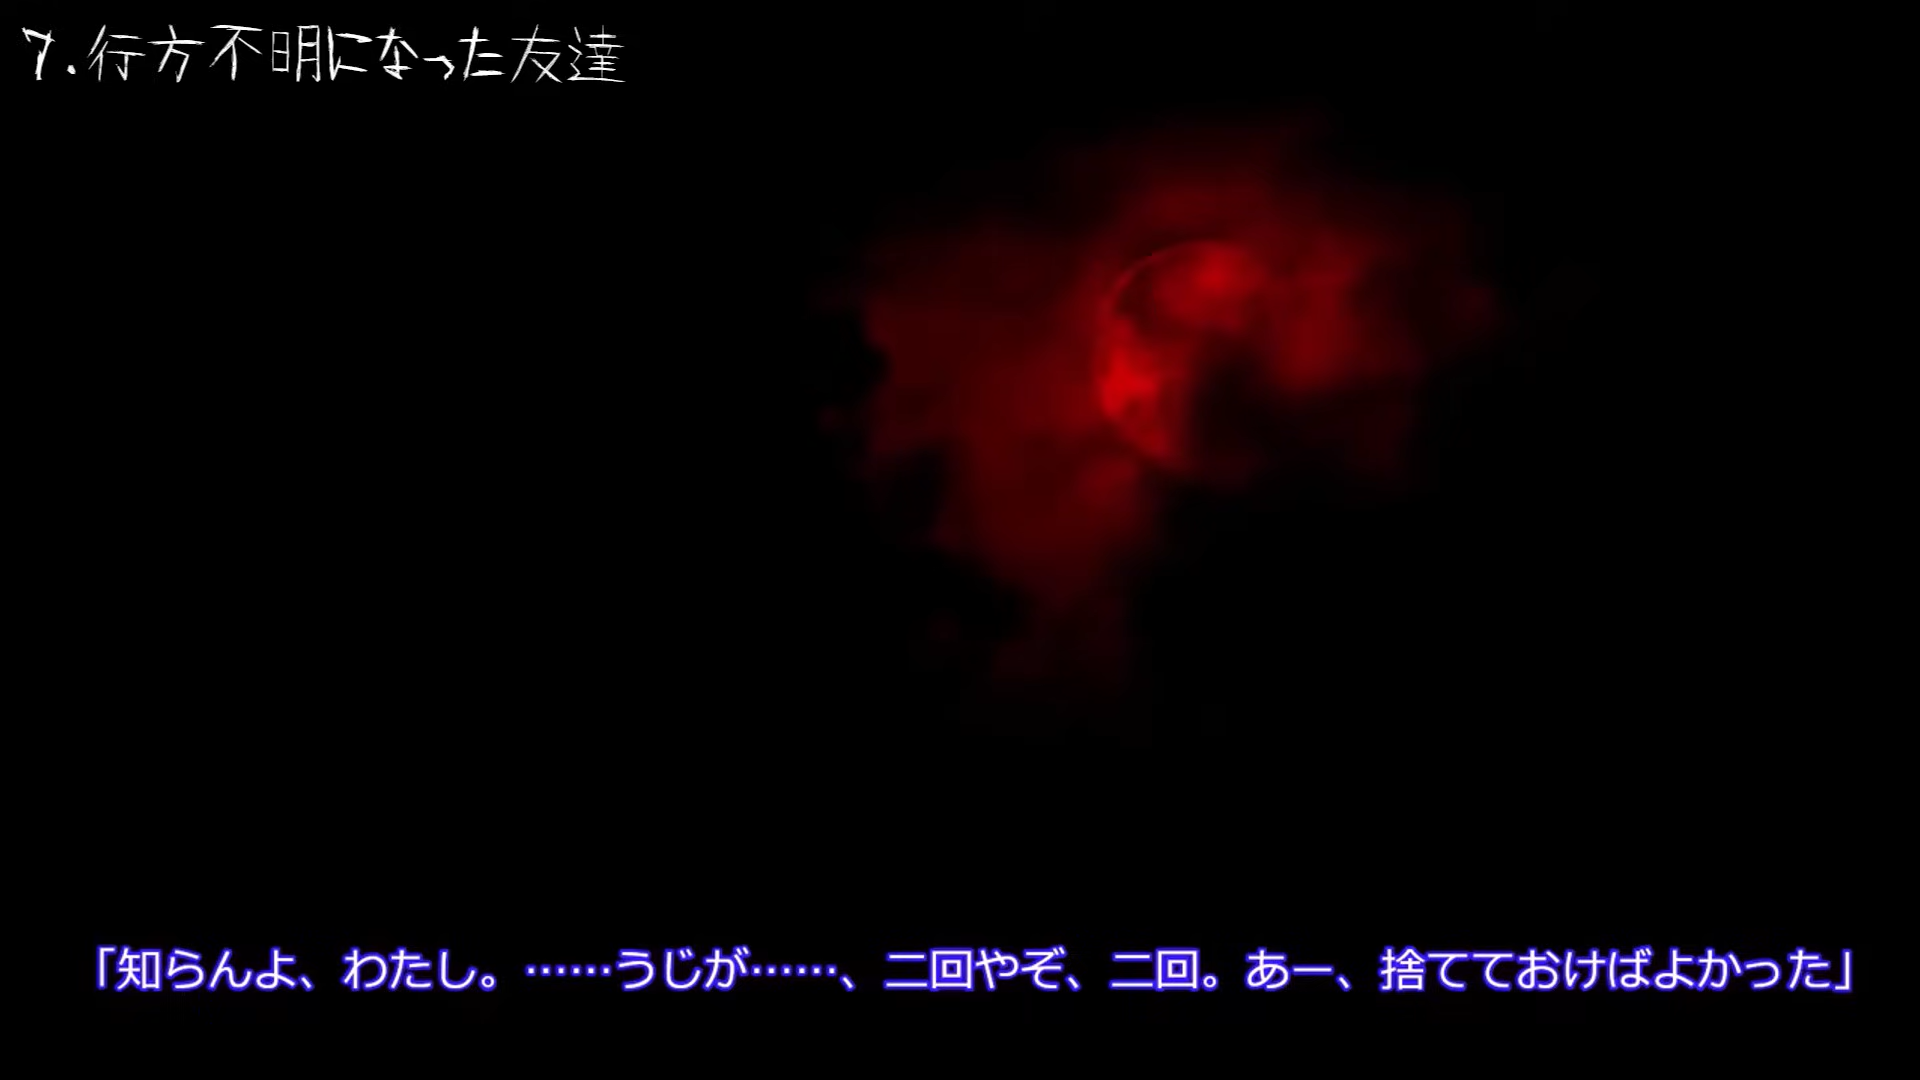 7.行方不明になった友達
「知らんよ、わたし。……うじが……、二回やぞ、二回。あー、捨てておけばよかった」